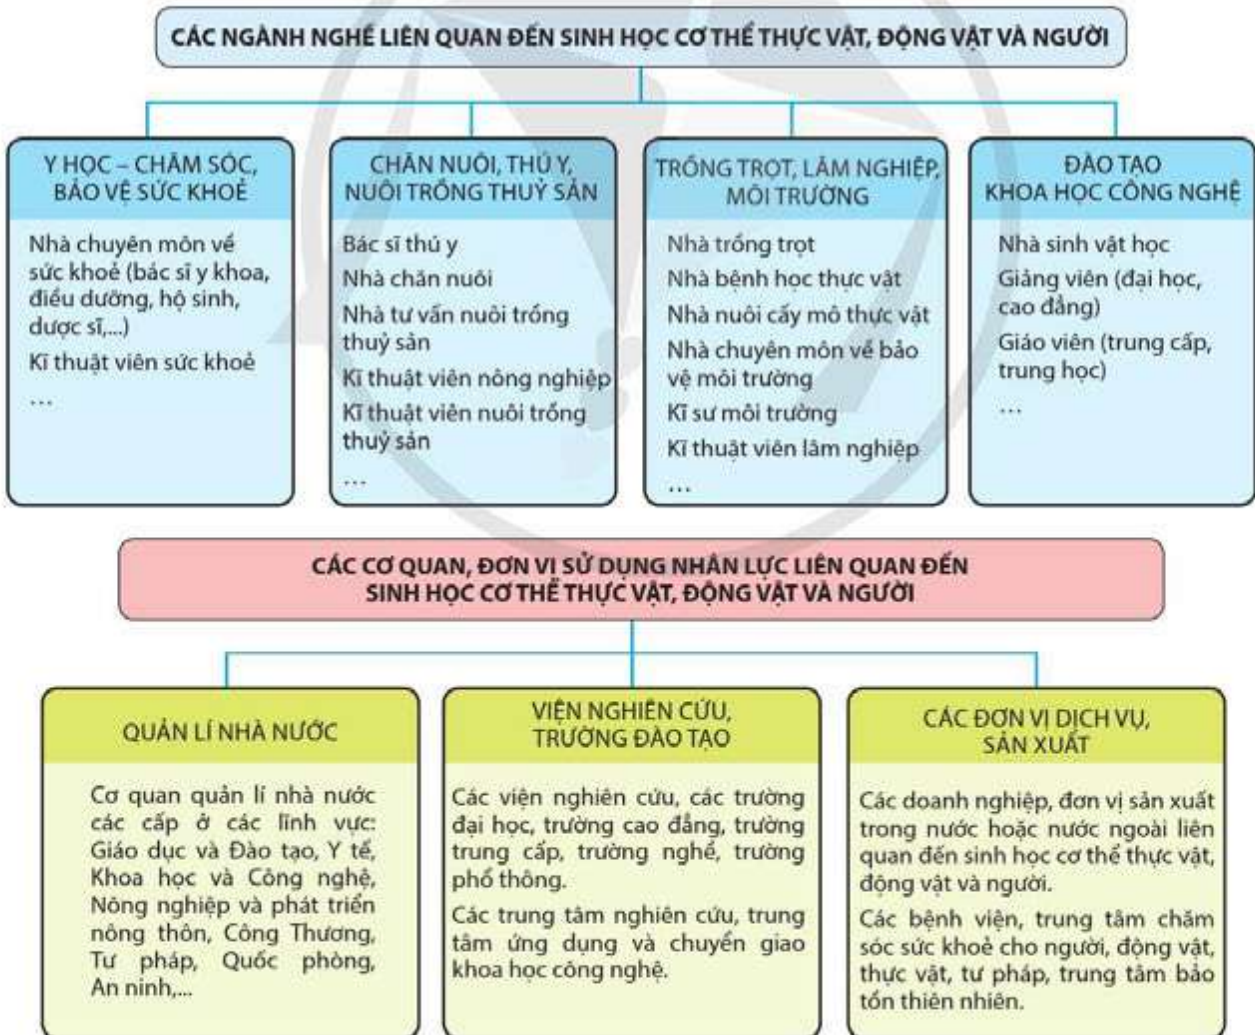 CÁC NGÀNH NGHỀ LIÊN QUAN ĐẾN SINH HỌC CƠ THỂ THỰC VẬT, ĐỘNG VẬT VÀ NGƯỜI
Y HỌC – CHĂM SÓC,
BẢO VỆ SỨC KHOẺ
Nhà chuyên môn về
sức khoẻ (bác sĩ y khoa,
điều dưỡng, hộ sinh,
dược sĩ,...)
Kĩ thuật viên sức khoẻ
...
CHĂN NUÔI, THÚ Y,
NUÔI TRỒNG THUỶ SẢN
Bác sĩ thú y
Nhà chăn nuôi
Nhà tư vấn nuôi trồng
thuỷ sản
Kĩ thuật viên nông nghiệp
Kĩ thuật viên nuôi trồng
thuỷ sản
...
TRỒNG TRỌT, LÂM NGHIỆP,
MÔI TRƯỜNG
Nhà trồng trọt
Nhà bệnh học thực vật
Nhà nuôi cấy mô thực vật
Nhà chuyên môn về bảo
vệ môi trường
Kĩ sư môi trường
Kĩ thuật viên lâm nghiệp
...
ĐÀO TẠO
KHOA HỌC CÔNG NGHỆ
Nhà sinh vật học
Giảng viên (đại học,
cao đẳng)
Giáo viên (trung cấp,
trung học)
...
CÁC CƠ QUAN, ĐƠN VỊ SỬ DỤNG NHÂN LỰC LIÊN QUAN ĐẾN
SINH HỌC CƠ THỂ THỰC VẬT, ĐỘNG VẬT VÀ NGƯỜI
QUẢN LÍ NHÀ NƯỚC
Cơ quan quản lí nhà nước
các cấp ở các lĩnh vực:
Giáo dục và Đào tạo, Y tế,
Khoa học và Công nghệ,
Nông nghiệp và phát triển
nông thôn, Công Thương,
Tư pháp, Quốc phòng,
An ninh,...
VIỆN NGHIÊN CỨU,
TRƯỜNG ĐÀO TẠO
Các viện nghiên cứu, các trường
đại học, trường cao đẳng, trường
trung cấp, trường nghề, trường
phổ thông.
Các trung tâm nghiên cứu, trung
tâm ứng dụng và chuyển giao
khoa học công nghệ.
CÁC ĐƠN VỊ DỊCH VỤ,
SẢN XUẤT
Các doanh nghiệp, đơn vị sản xuất
trong nước hoặc nước ngoài liên
quan đến sinh học cơ thể thực vật,
động vật và người.
Các bệnh viện, trung tâm chăm
sóc sức khoẻ cho người, động vật,
thực vật, tư pháp, trung tâm bảo
tồn thiên nhiên.